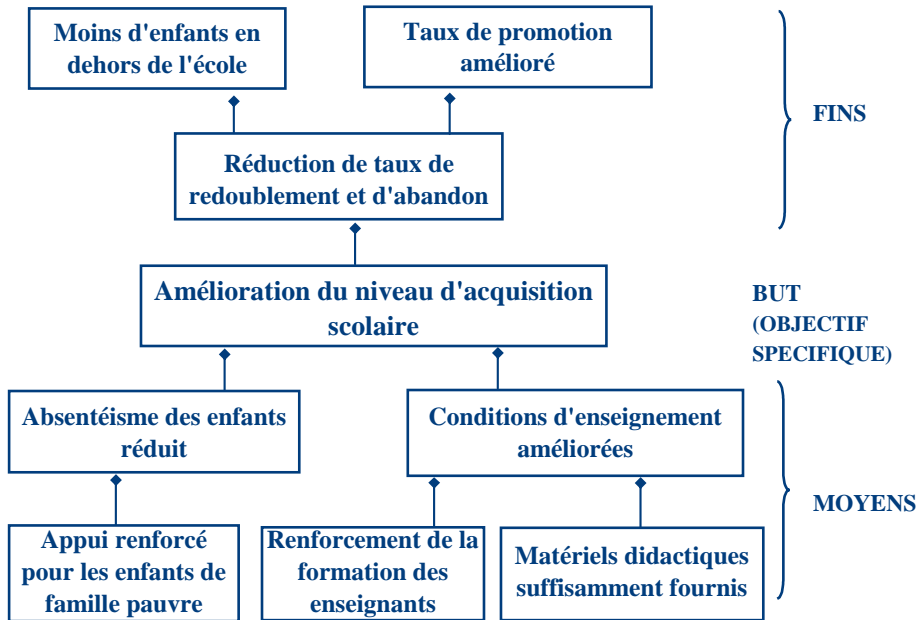 Moins d'enfants en
dehors de l'école
Taux de promotion
amélioré
FINS
Réduction de taux de
redoublement et d'abandon
Amélioration du niveau d'acquisition
scolaire
BUT
(OBJECTIF
SPECIFIQUE)
Absentéisme des enfants
réduit
Conditions d'enseignement
améliorées
MOYENS
Appui renforcé
pour les enfants de
famille pauvre
Renforcement de la
formation des
enseignants
Matériels didactiques
suffisamment fournis